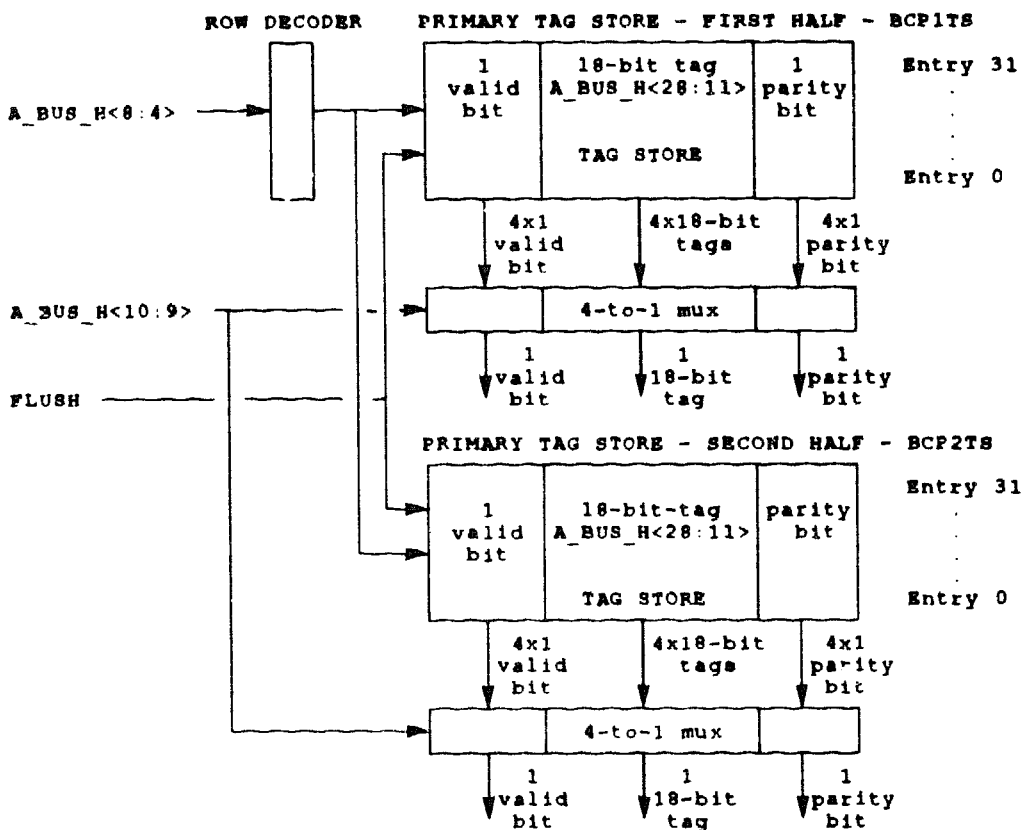 ROW DECODER PRIMARY TAG STORE - FIRST HALF - BCP1TS
1 18-bit tag 1 Entry 31
valid A_BUS_H<28:11> parity
bit bit
A_BUS_H<8:4>
TAG STORE
Entry 0
4x1 4x18-bit 4x1
valid tags parity
bit bit
A_BUS_H<10:9> 4-to-1 mux
1 1 1
valid 18-bit parity
bit tag bit
FLUSH
PRIMARY TAG STORE - SECOND HALF - BCP2TS
Entry 31
1 18-bit-tag parity
valid A_BUS_H<28:11> bit
bit
TAG STORE Entry 0
4x1 4x18-bit 4x1
valid tags parity
bit bit
4-to-1 mux
1 1 1
valid 18-bit parity
bit tag bit